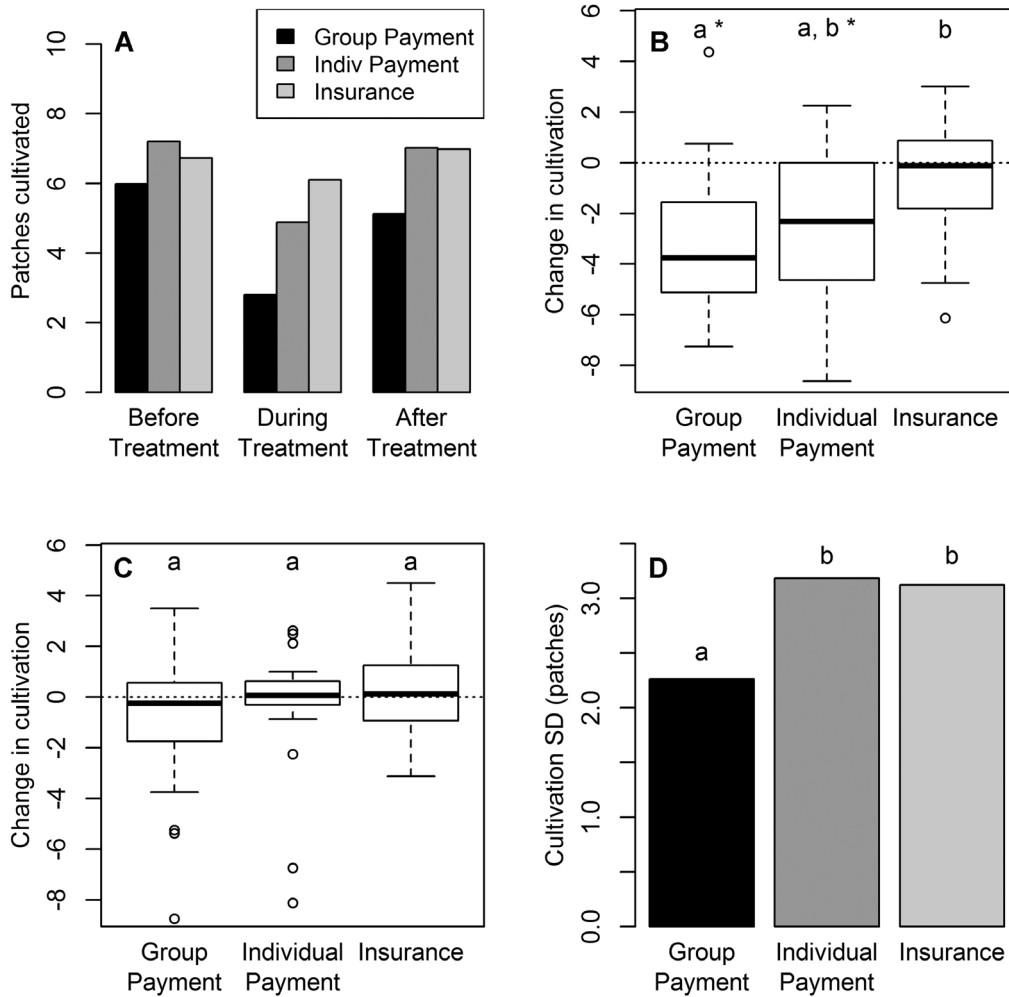 A
Group Payment
Indiv Payment
Insurance
Patches cultivated
10
8
6
4
2
0
Before
Treatment
During
Treatment
After
Treatment
B
a *
a, b *
b
Change in cultivation
6
4
2
0
-2
-4
-6
-8
Group
Payment
Individual
Payment
Insurance
C
a
a
a
Change in cultivation
6
4
2
0
-2
-4
-6
-8
Group
Payment
Individual
Payment
Insurance
D
a
b
b
Cultivation SD (patches)
3.0
2.0
1.0
0.0
Group
Payment
Individual
Payment
Insurance